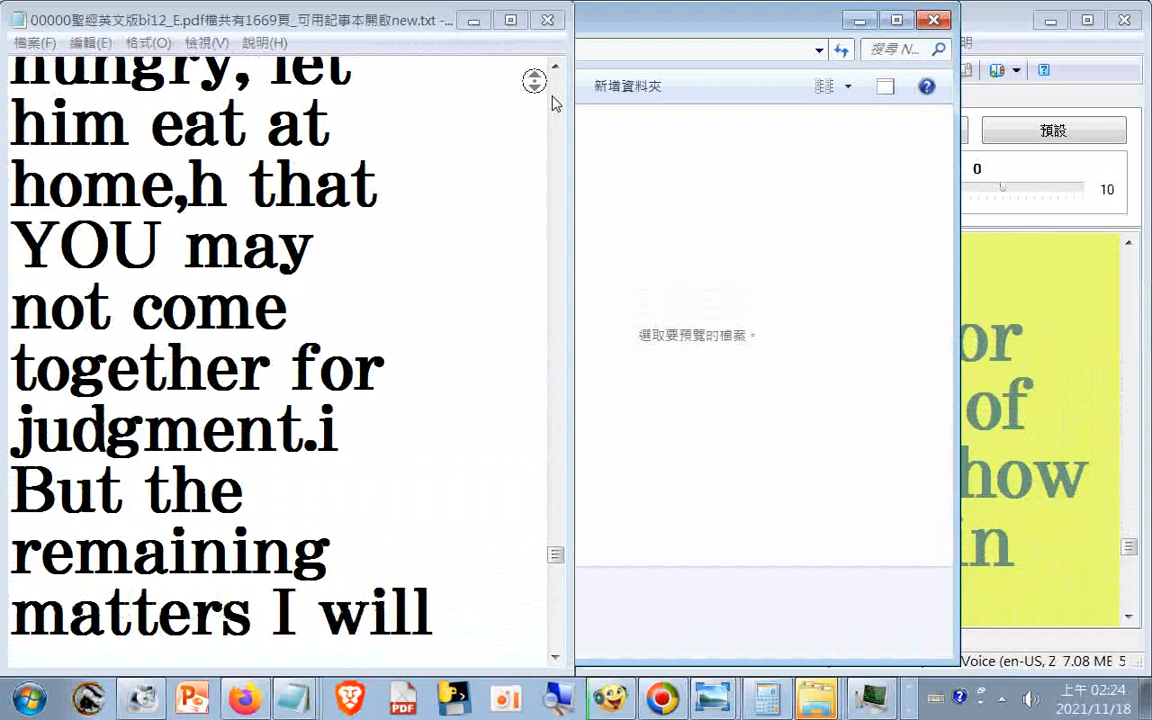 00000聖經英文版bi12_E.pdf檔共有1669頁_可用記事本開啟new.txt -...
檔案(F) 編輯(E) 格式(O) 檢視(V) 說明(H)
hungry, let
him eat at
home,h that
YOU may
not come
together for
judgment.i
But the
remaining
matters I will
搜尋 N...
新增資料夾
選取要預覽的檔案。
明
預設
0
10
or
of
how
in
Voice (en-US, Z 7.08 ME 5
PDF
上午 02:24
2021/11/18